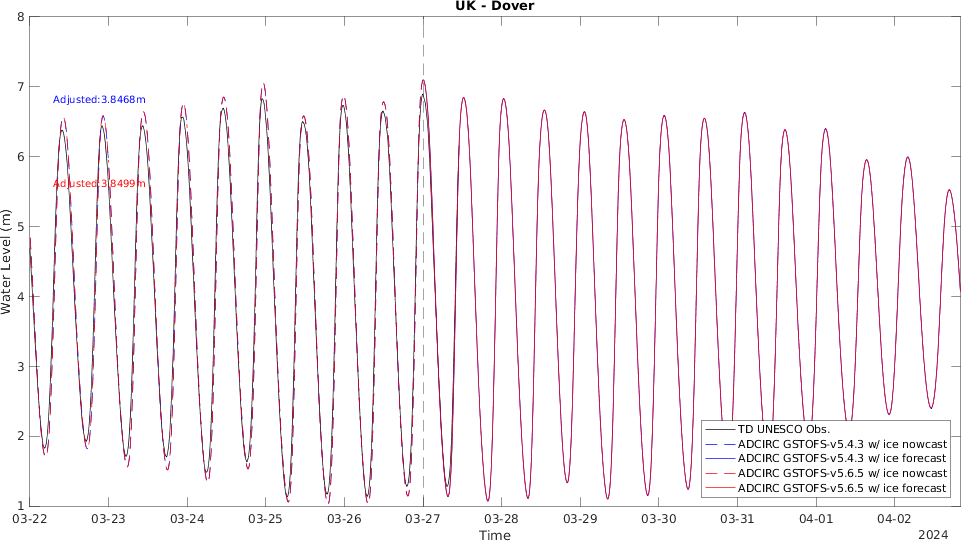 UK - Dover
8
7
6
5
4
3
2
1
Water Level (m)
Adjusted:3.8468m
Adjusted:3.8499m
TD UNESCO Obs.
ADCIRC GSTOFS-v5.4.3 w/ ice nowcast
ADCIRC GSTOFS-v5.4.3 w/ ice forecast
ADCIRC GSTOFS-v5.6.5 w/ ice nowcast
ADCIRC GSTOFS-v5.6.5 w/ ice forecast
03-22 03-23 03-24 03-25 03-26 03-27 03-28 03-29 03-30 03-31 04-01 04-02
Time
2024